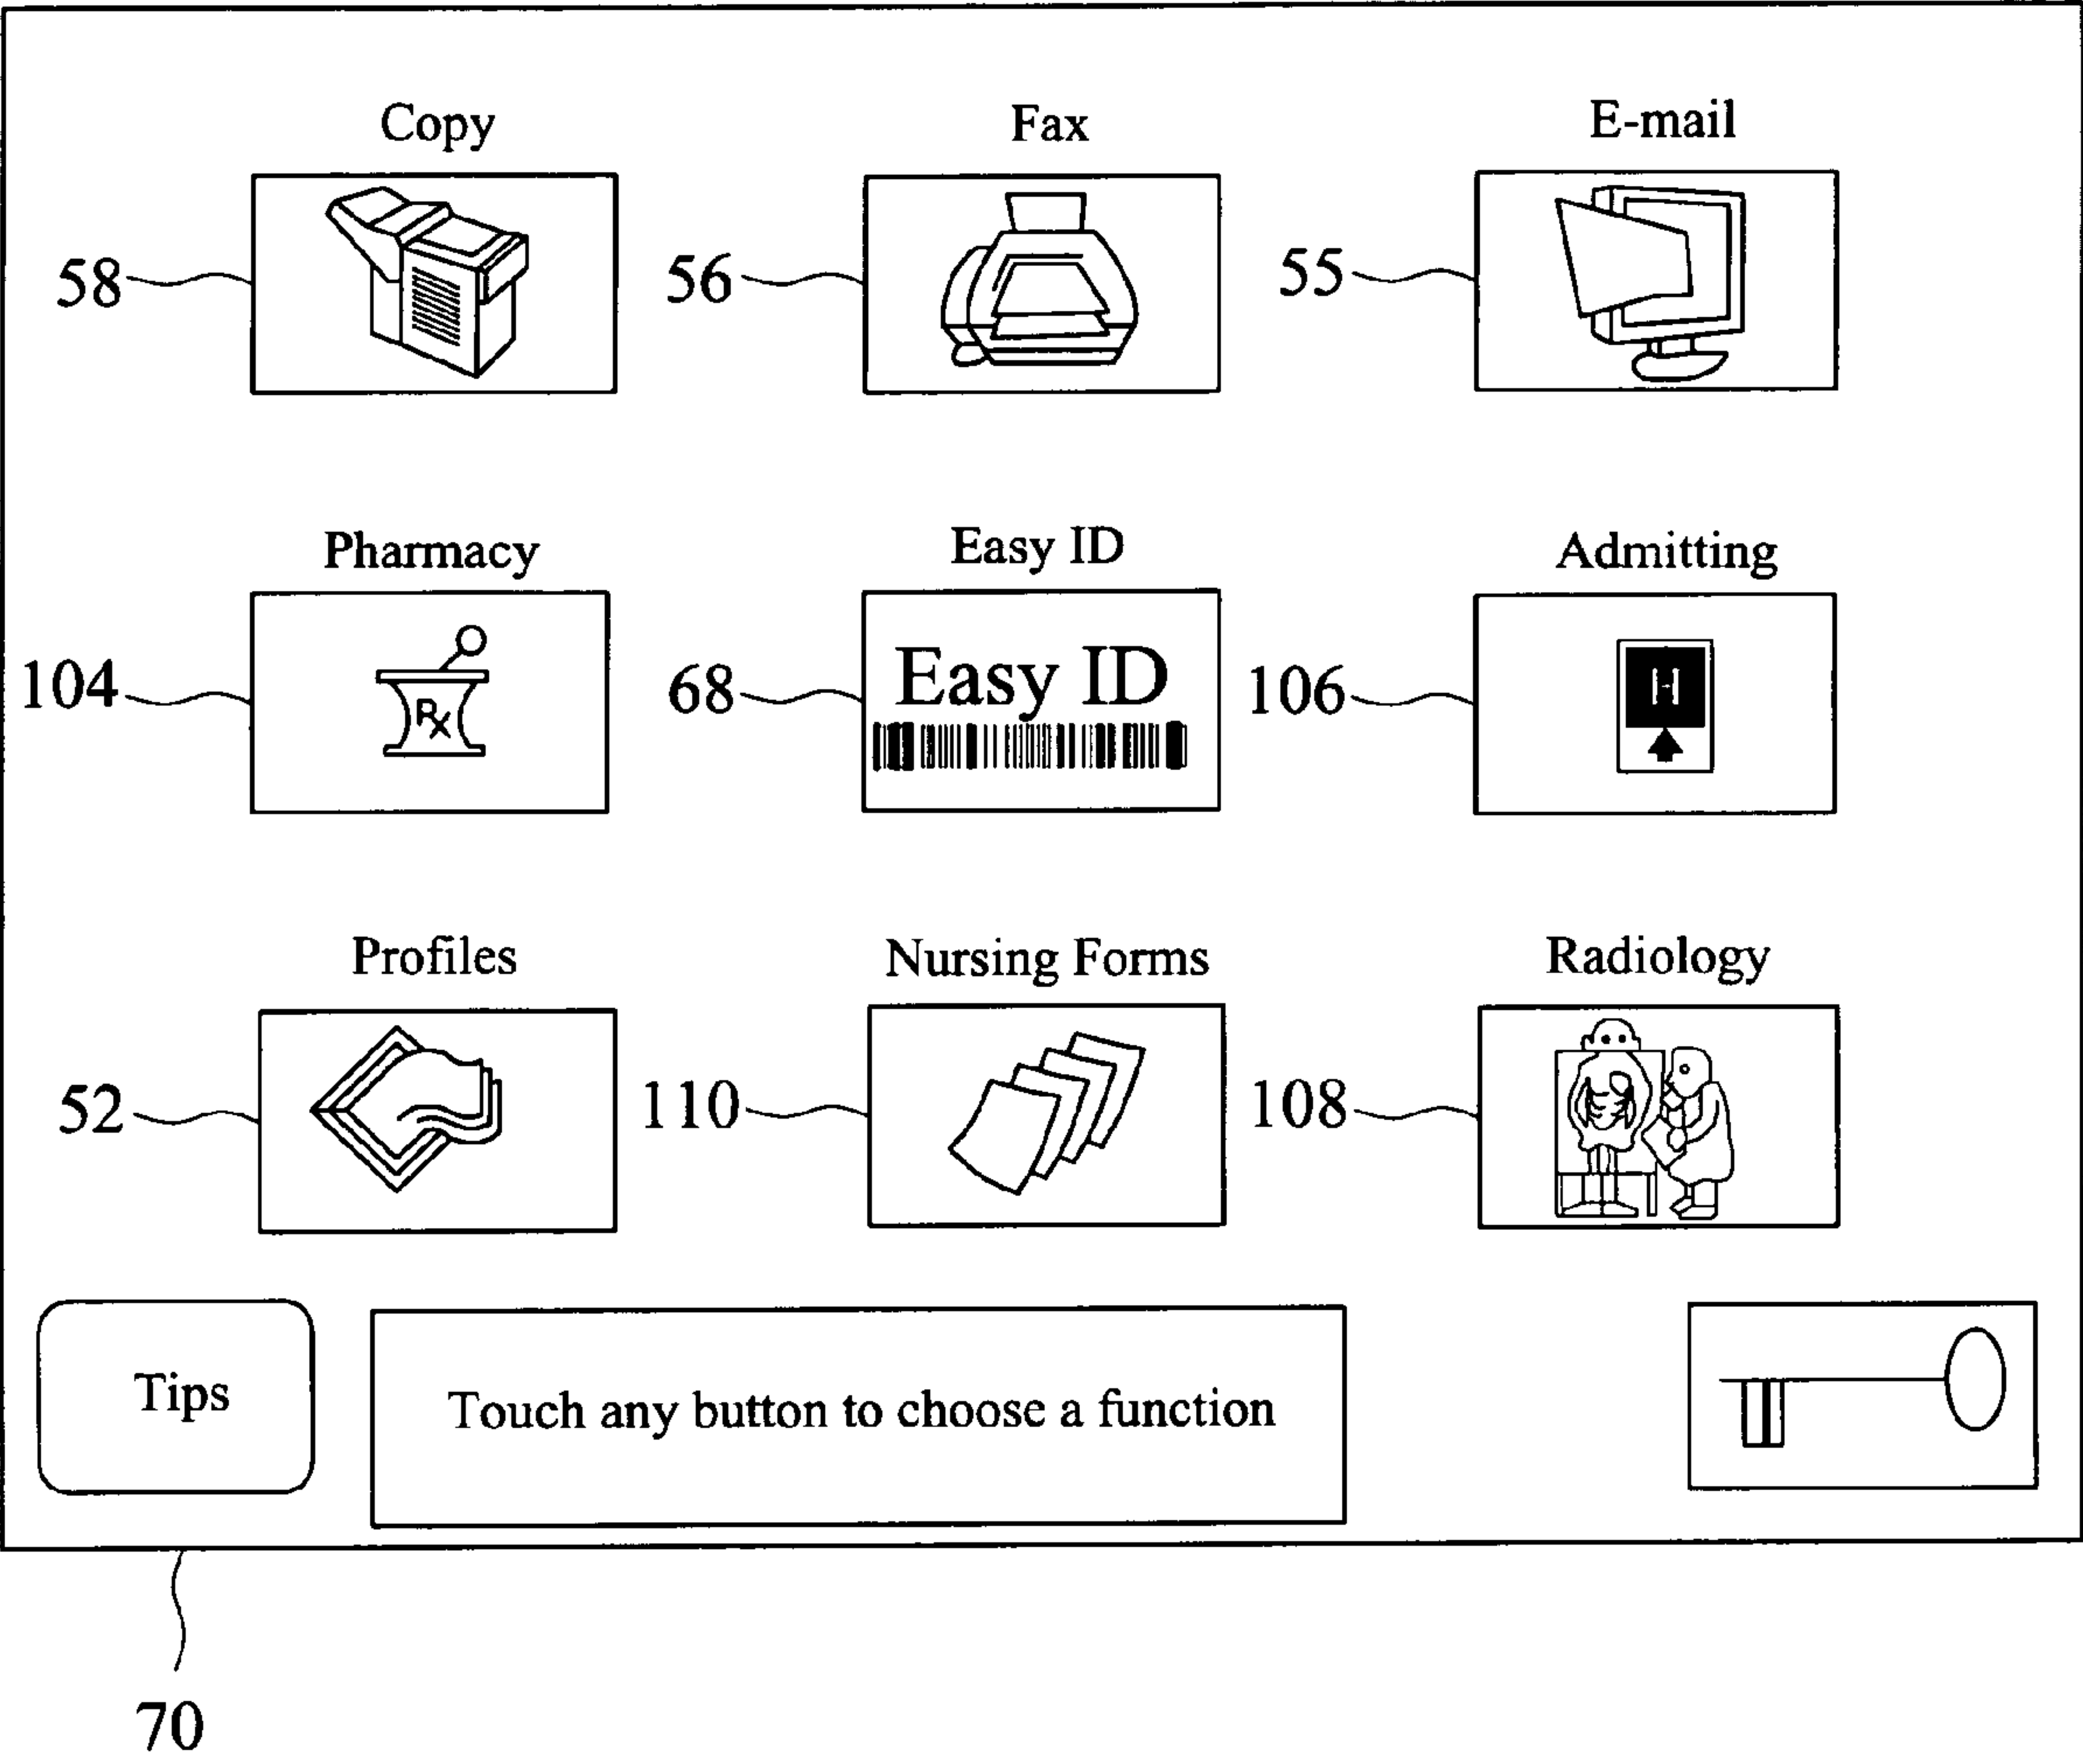 Copy Fax E-mail
58 56 55
Pharmacy Easy ID Admitting
104 Rx 68 Easy ID 106 H
Profiles Nursing Forms Radiology
52 110 108
Tips Touch any button to choose a function
70